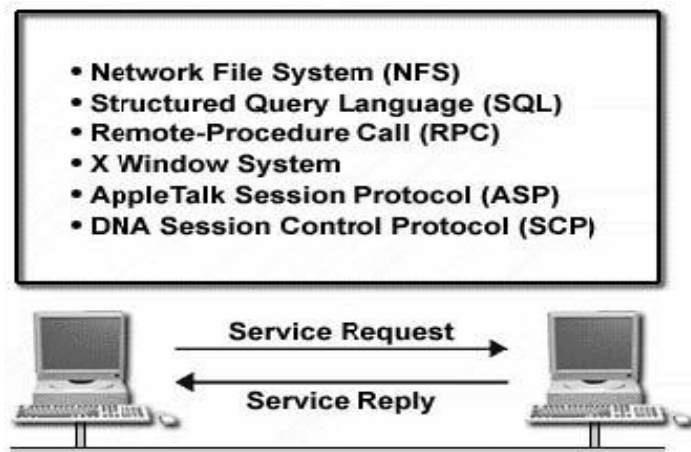 • Network File System (NFS)
• Structured Query Language (SQL)
• Remote-Procedure Call (RPC)
• X Window System
• AppleTalk Session Protocol (ASP)
• DNA Session Control Protocol (SCP)
Service Request
Service Reply